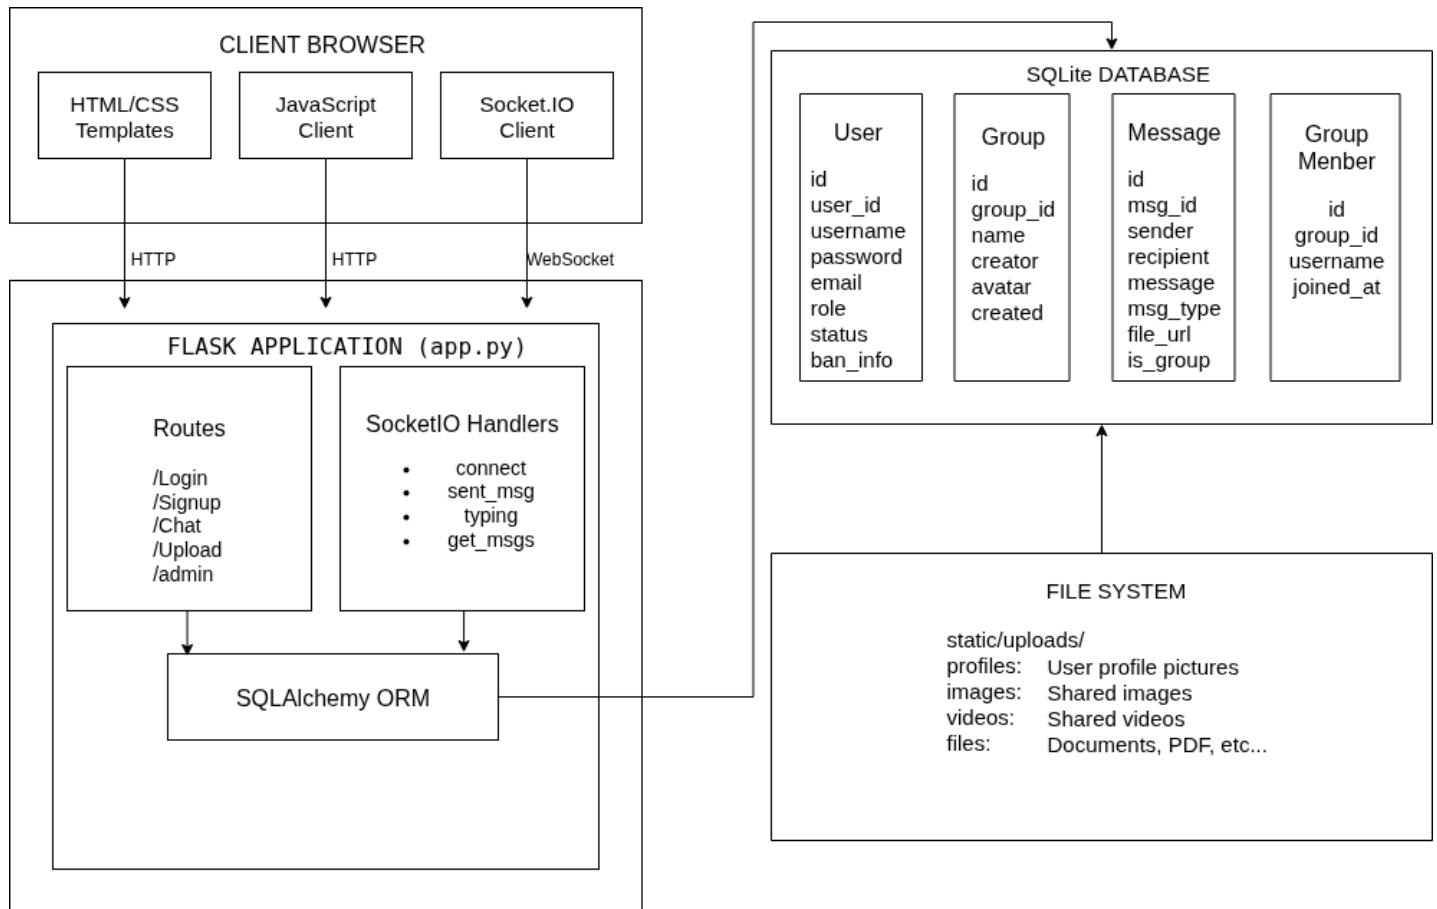 CLIENT BROWSER
HTML/CSS
Templates
JavaScript
Client
Socket.IO
Client
HTTP
HTTP
WebSocket
FLASK APPLICATION (app.py)
Routes
/Login
/Signup
/Chat
/Upload
/admin
SocketIO Handlers
• connect
• sent_msg
• typing
• get_msgs
SQLAlchemy ORM
SQLite DATABASE
User
id
user_id
username
password
email
role
status
ban_info
Group
id
group_id
name
creator
avatar
created
Message
id
msg_id
sender
recipient
message
msg_type
file_url
is_group
Group
Menber
id
group_id
username
joined_at
FILE SYSTEM
static/uploads/
profiles: User profile pictures
images: Shared images
videos: Shared videos
files: Documents, PDF, etc...